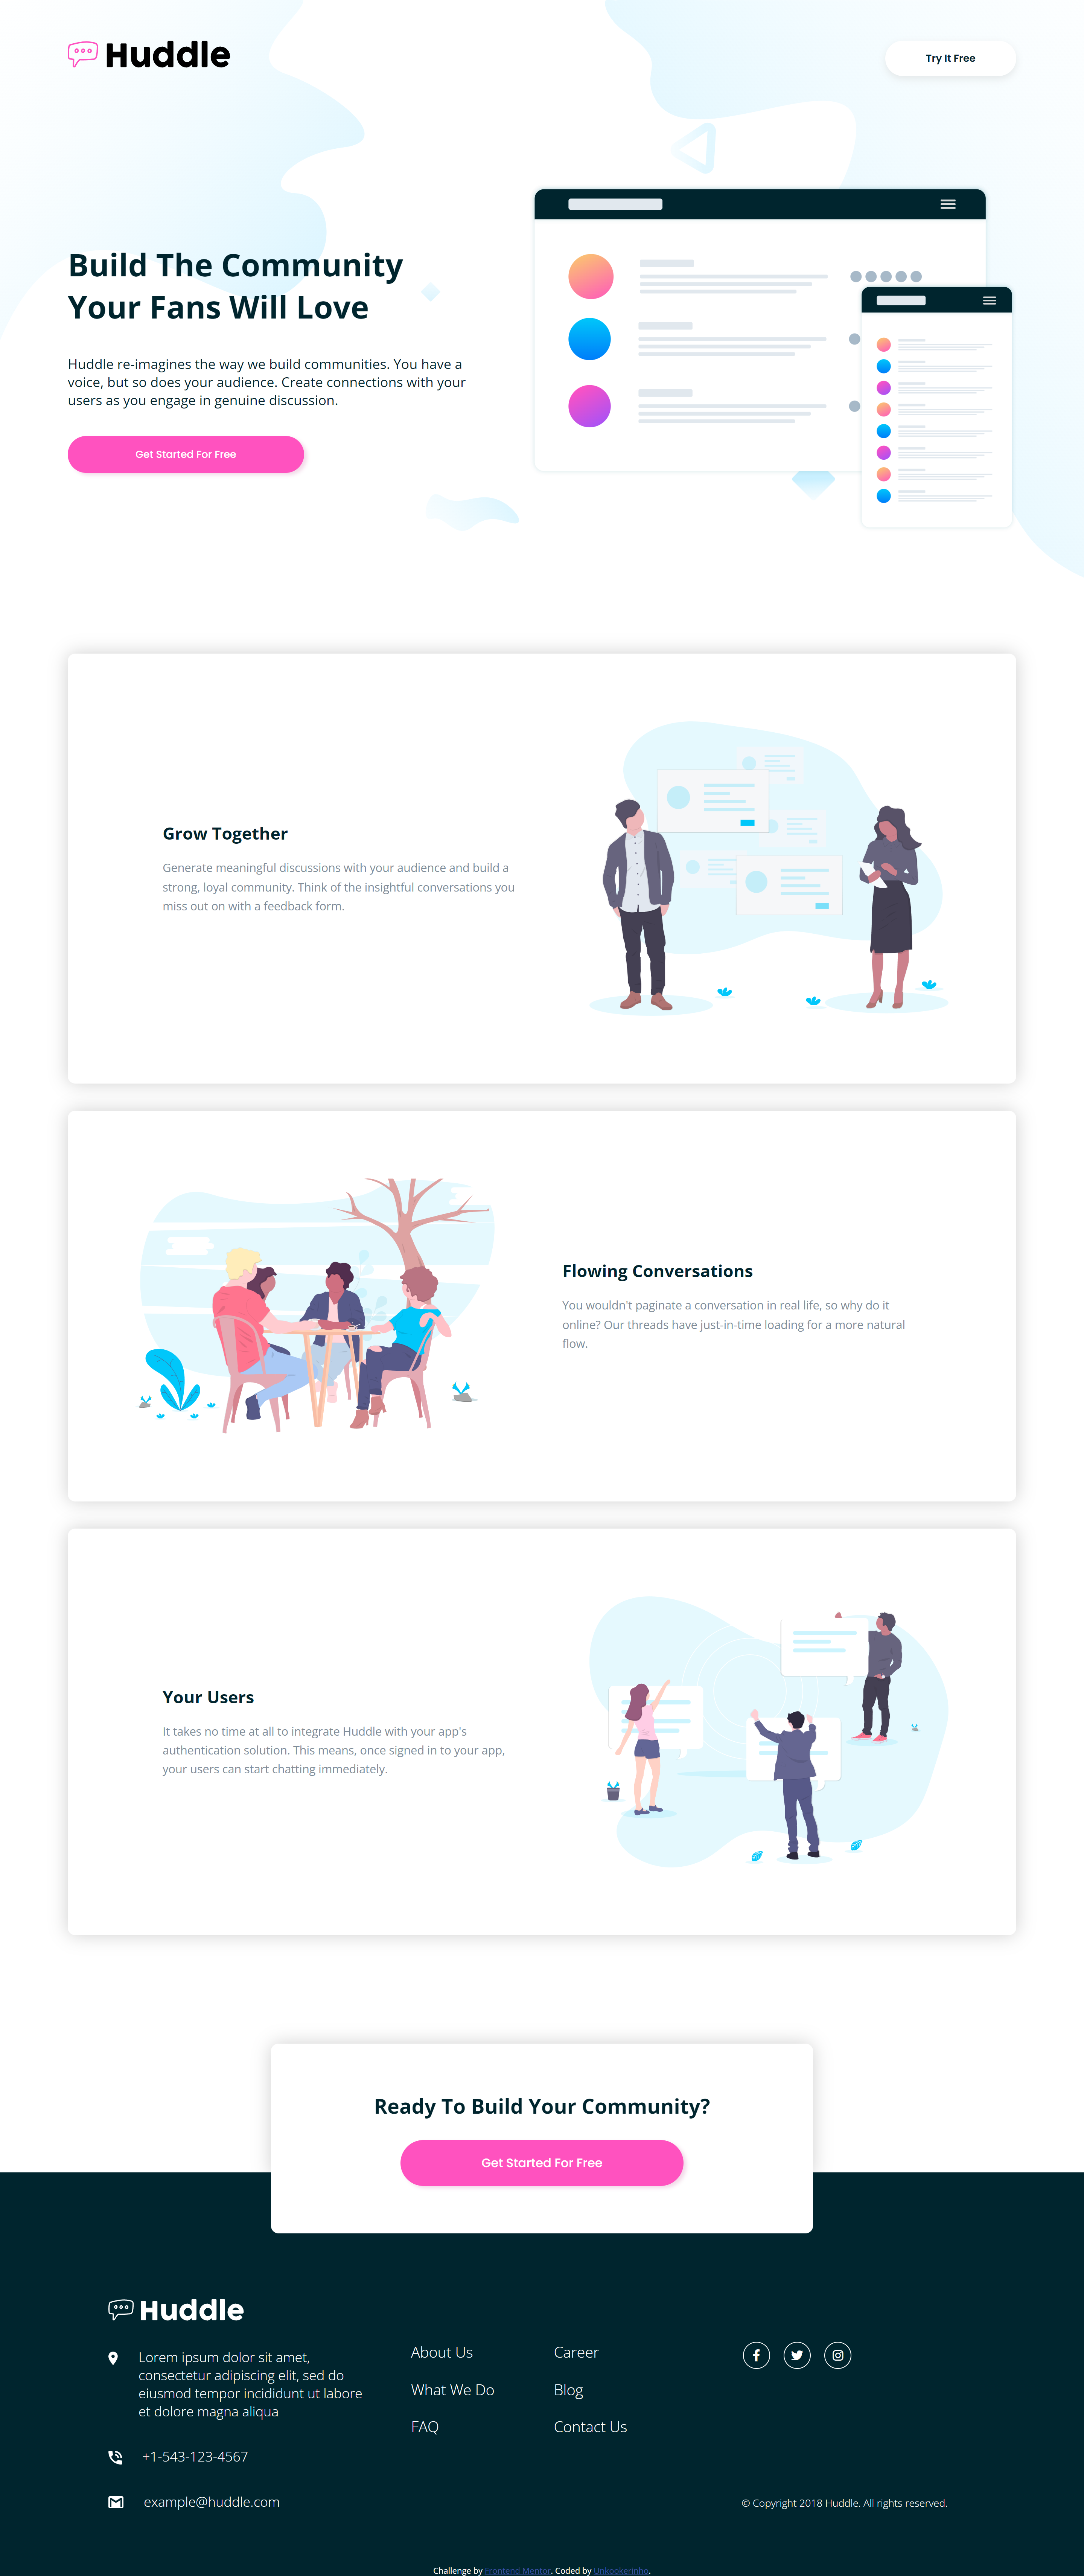 Huddle
Try It Free
Build The Community
Your Fans Will Love
Huddle re-imagines the way we build communities. You have a
voice, but so does your audience. Create connections with your
users as you engage in genuine discussion.
Get Started For Free
Grow Together
Generate meaningful discussions with your audience and build a
strong, loyal community. Think of the insightful conversations you
miss out on with a feedback form.
Flowing Conversations
You wouldn't paginate a conversation in real life, so why do it
online? Our threads have just-in-time loading for a more natural
flow.
Your Users
It takes no time at all to integrate Huddle with your app's
authentication solution. This means, once signed in to your app,
your users can start chatting immediately.
Ready To Build Your Community?
Get Started For Free
Huddle
Lorem ipsum dolor sit amet,
consectetur adipiscing elit, sed do
eiusmod tempor incididunt ut labore
et dolore magna aliqua
+1-543-123-4567
example@huddle.com
About Us
What We Do
FAQ
Career
Blog
Contact Us
© Copyright 2018 Huddle. All rights reserved.
Challenge by Frontend Mentor. Coded by Unkookerinho.